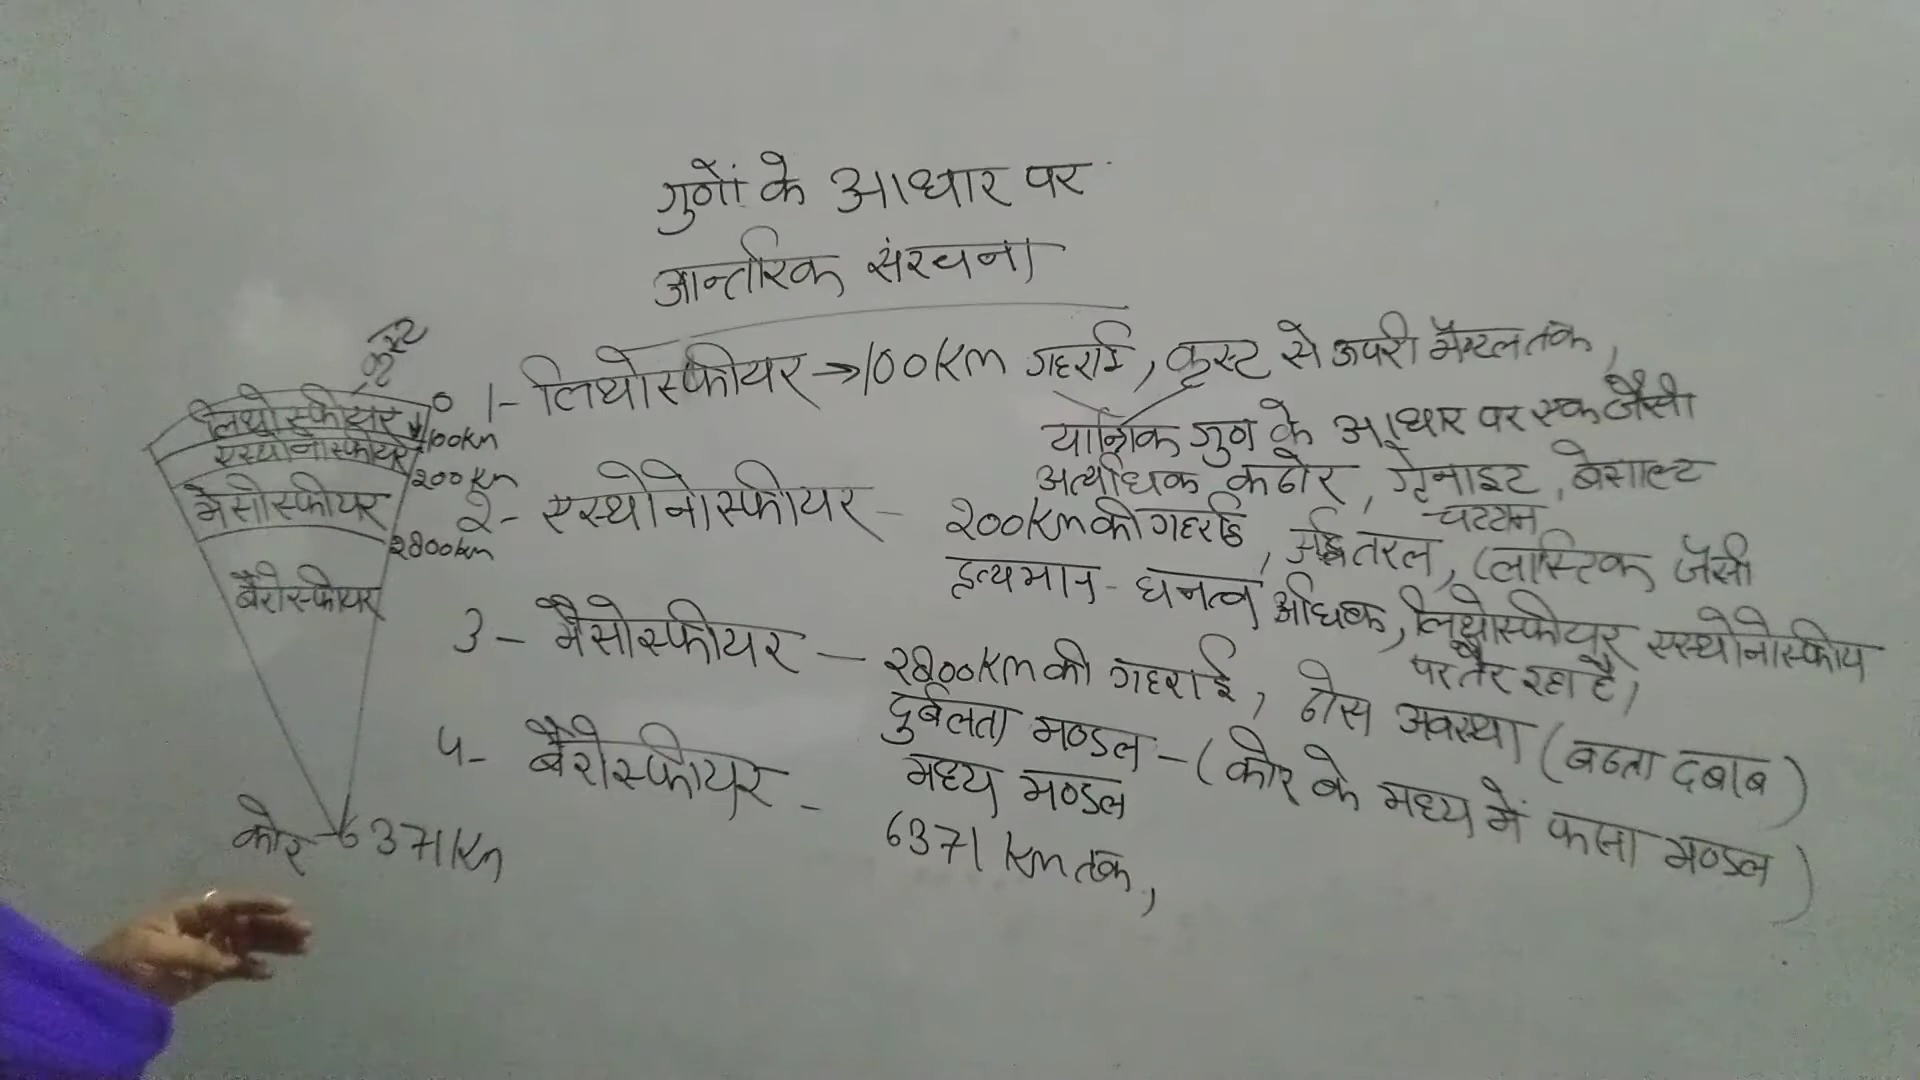 गुणों के आधार पर
आन्तरिक संरचना
क्रस्ट
लिथोस्फीयर
0
100km
एस्थोनोस्फीयर
200km
मैसोस्फीयर
2800km
बैरीस्फीयर
कोर 6371km
1- लिथोस्फीयर → 100km गहराई, क्रस्ट से ऊपरी मैण्टल तक,
यान्त्रिक गुण के आधार पर एक जैसी
अत्यधिक कठोर, ग्रेनाइट, बेसाल्ट
चट्टान
2- एस्थोनोस्फीयर - 200km की गहराई, अर्द्धतरल, प्लास्टिक जैसी
द्रव्यमान - घनत्व अधिक, लिथोस्फीयर एस्थोनोस्फीय
पर तैर रहा है,
3 - मैसोस्फीयर - 2800km की गहराई, ठोस अवस्था (बढता दबाब)
दुर्बलता मण्डल - (कोर के मध्य में फसा मण्डल)
मध्य मण्डल
4- बैरीस्फीयर - 6371 km तक,